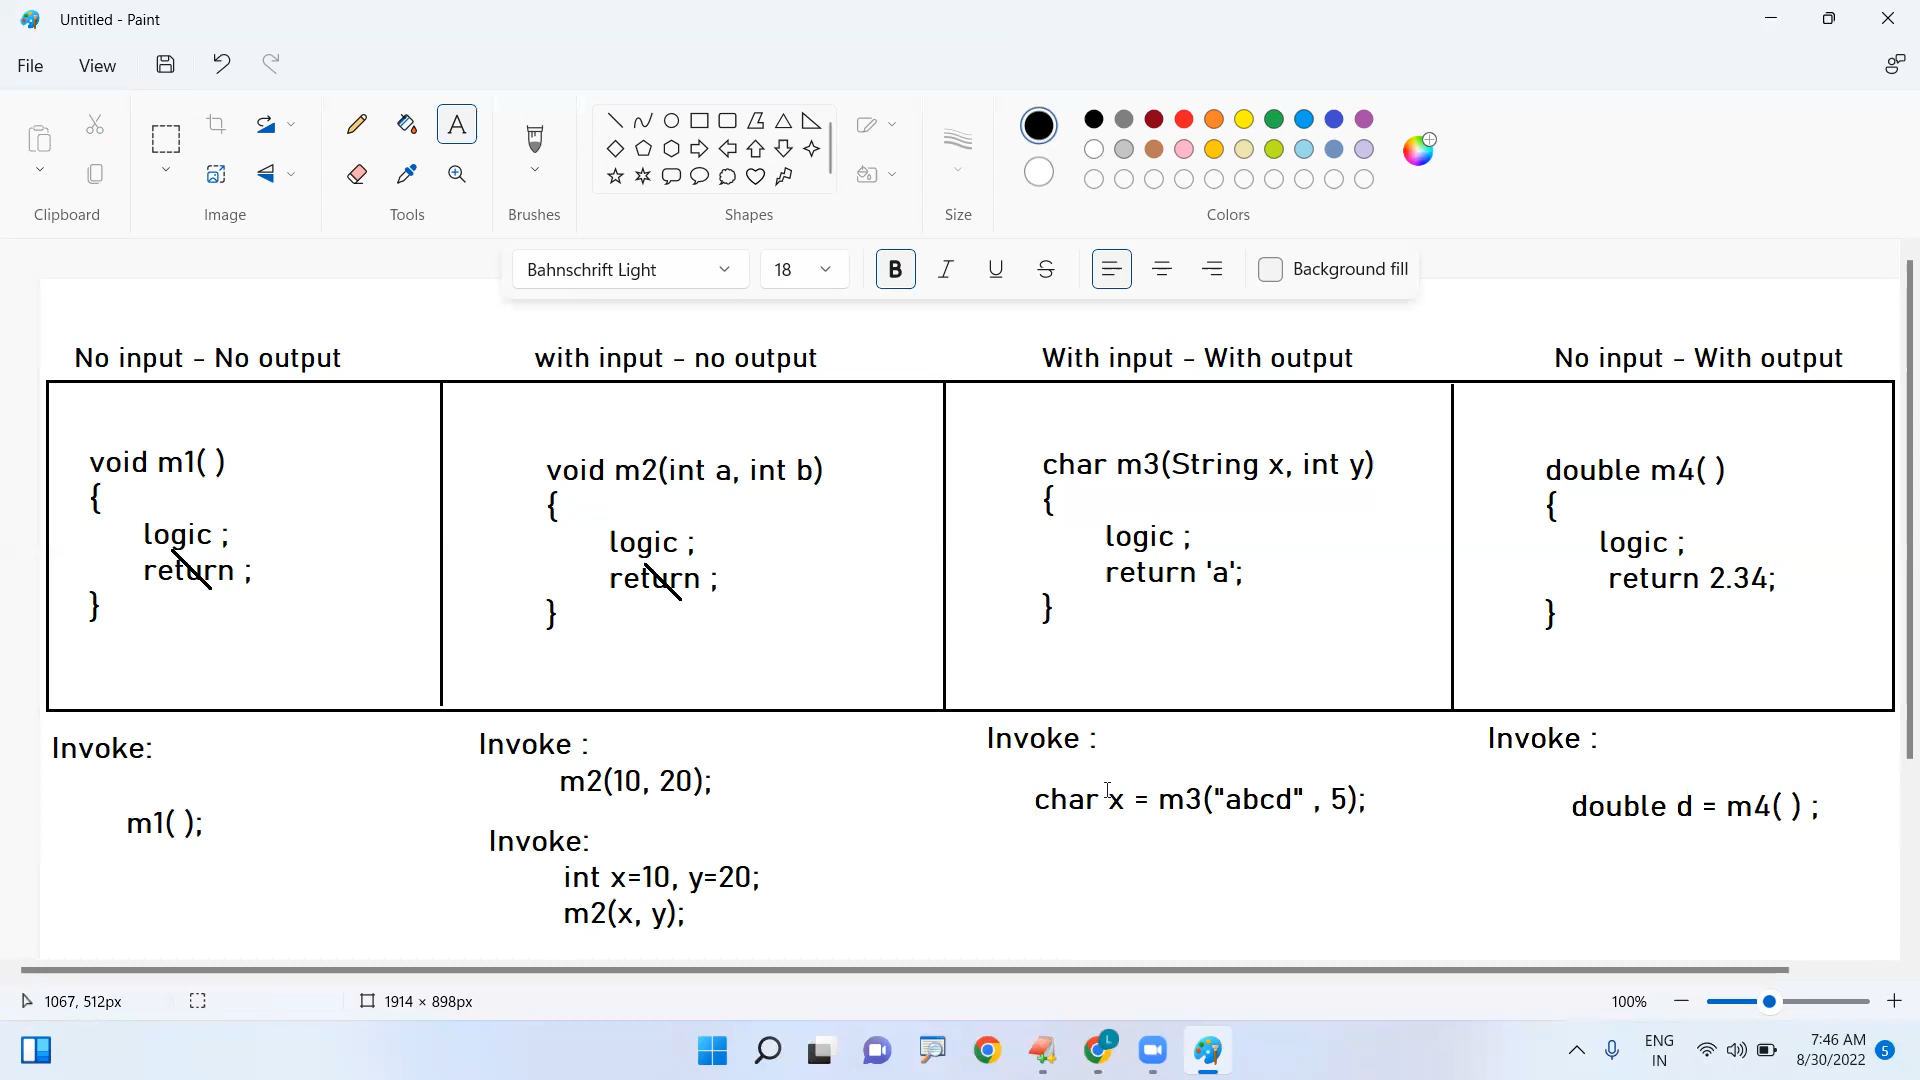 Untitled - Paint
File
View
Clipboard
Image
Tools
Brushes
Shapes
Size
Colors
Bahnschrift Light
18
B
I
U
S
Background fill
No input - No output
with input - no output
With input - With output
No input - With output
void m1( )
{
logic ;
return ;
}
void m2(int a, int b)
{
logic ;
return ;
}
char m3(String x, int y)
{
logic ;
return 'a';
}
double m4( )
{
logic ;
return 2.34;
}
Invoke:
m1( );
Invoke :
m2(10, 20);
Invoke:
int x=10, y=20;
m2(x, y);
Invoke :
char x = m3("abcd" , 5);
Invoke :
double d = m4( ) ;
1067, 512px
1914 × 898px
100%
L
ENG
IN
7:46 AM
8/30/2022
5